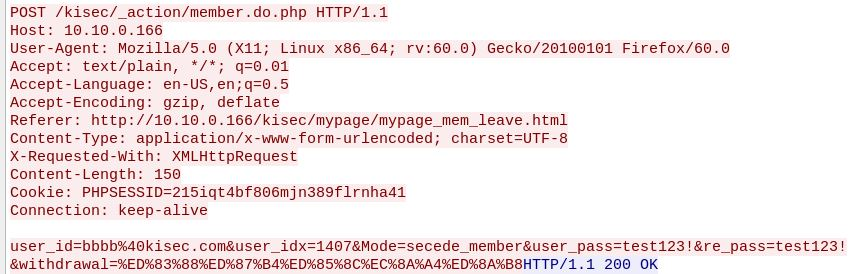 POST /kisec/_action/member.do.php HTTP/1.1
Host: 10.10.0.166
User-Agent: Mozilla/5.0 (X11; Linux x86_64; rv:60.0) Gecko/20100101 Firefox/60.0
Accept: text/plain, */*; q=0.01
Accept-Language: en-US,en;q=0.5
Accept-Encoding: gzip, deflate
Referer: http://10.10.0.166/kisec/mypage/mypage_mem_leave.html
Content-Type: application/x-www-form-urlencoded; charset=UTF-8
X-Requested-With: XMLHttpRequest
Content-Length: 150
Cookie: PHPSESSID=215iqt4bf806mjn389flrnha41
Connection: keep-alive
user_id=bbbb%40kisec.com&user_idx=1407&Mode=secede_member&user_pass=test123!&re_pass=test123!
&withdrawal=%ED%83%88%ED%87%B4%ED%85%8C%EC%8A%A4%ED%8A%B8HTTP/1.1 200 OK